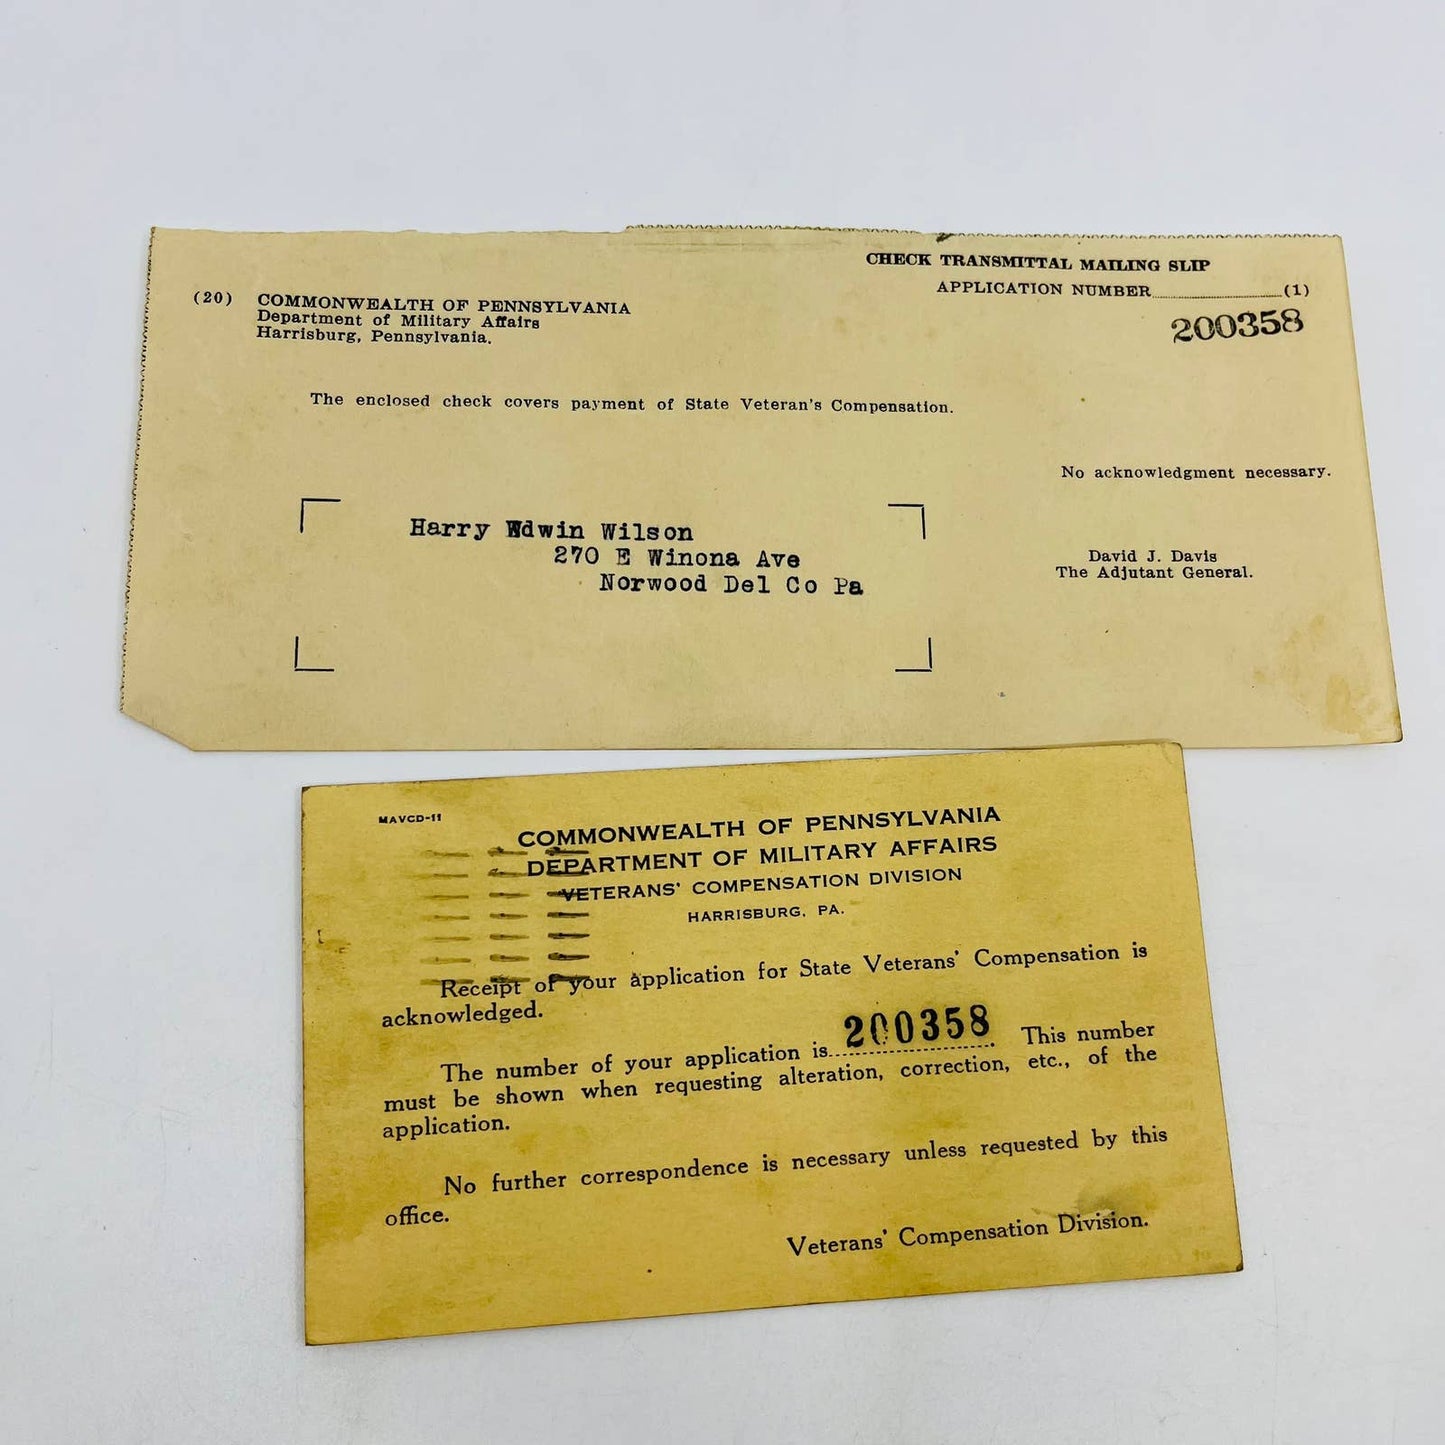 CHECK TRANSMITTAL MAILING SLIP
APPLICATION NUMBER (1)
200358
(20) COMMONWEALTH OF PENNSYLVANIA
Department of Military Affairs
Harrisburg, Pennsylvania.
The enclosed check covers payment of State Veteran's Compensation.
No acknowledgment necessary.
Harry Edwin Wilson
270 E Winona Ave
Norwood Del Co Pa
David J. Davis
The Adjutant General.
MAVCD-11
COMMONWEALTH OF PENNSYLVANIA
DEPARTMENT OF MILITARY AFFAIRS
VETERANS' COMPENSATION DIVISION
HARRISBURG, PA.
Receipt of your application for State Veterans' Compensation is
acknowledged.
The number of your application is 200358. This number
must be shown when requesting alteration, correction, etc., of the
application.
No further correspondence is necessary unless requested by this
office.
Veterans' Compensation Division.